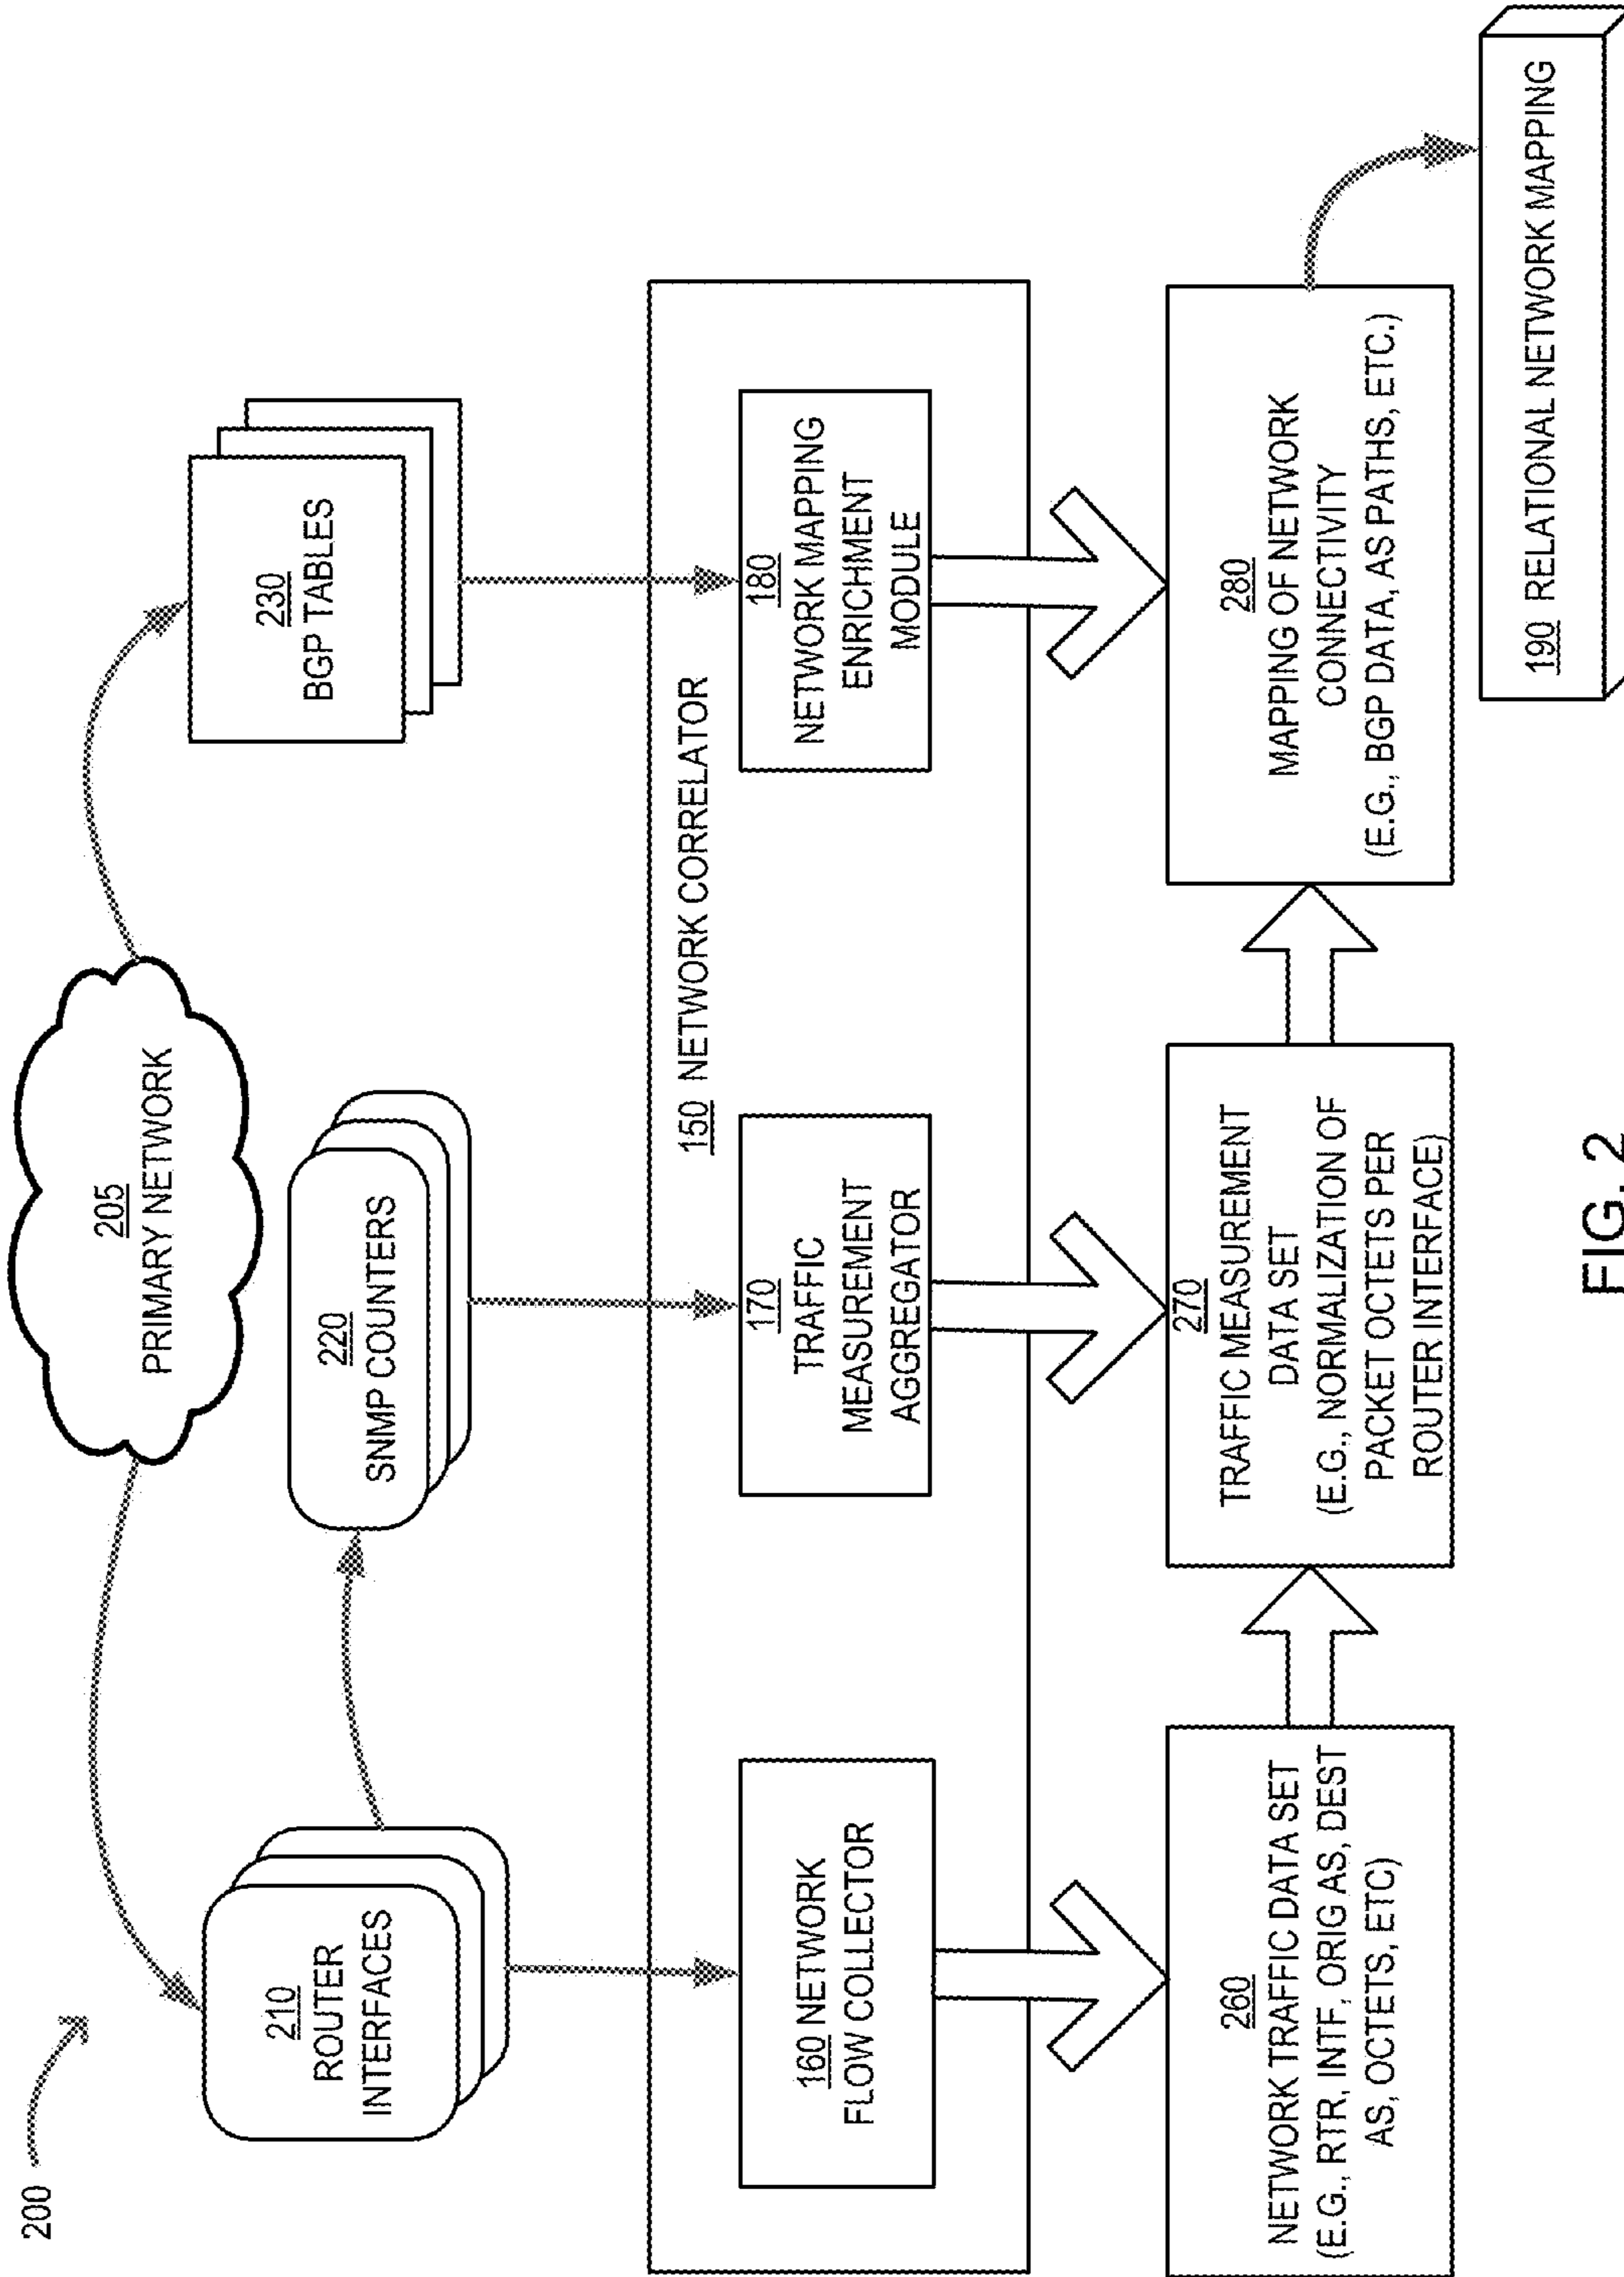 200
205
PRIMARY NETWORK
210
ROUTER
INTERFACES
220
SNMP COUNTERS
230
BGP TABLES
150 NETWORK CORRELATOR
160 NETWORK
FLOW COLLECTOR
170
TRAFFIC
MEASUREMENT
AGGREGATOR
180
NETWORK MAPPING
ENRICHMENT
MODULE
260
NETWORK TRAFFIC DATA SET
(E.G., RTR, INTF, ORIG AS, DEST
AS, OCTETS, ETC)
270
TRAFFIC MEASUREMENT
DATA SET
(E.G., NORMALIZATION OF
PACKET OCTETS PER
ROUTER INTERFACE)
280
MAPPING OF NETWORK
CONNECTIVITY
(E.G., BGP DATA, AS PATHS, ETC.)
190 RELATIONAL NETWORK MAPPING
FIG. 2